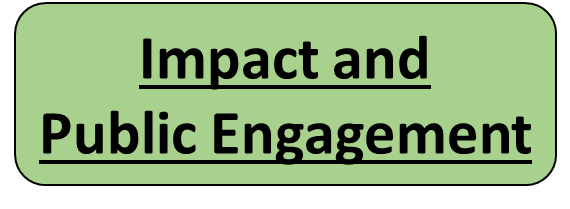 Impact and
Public Engagement